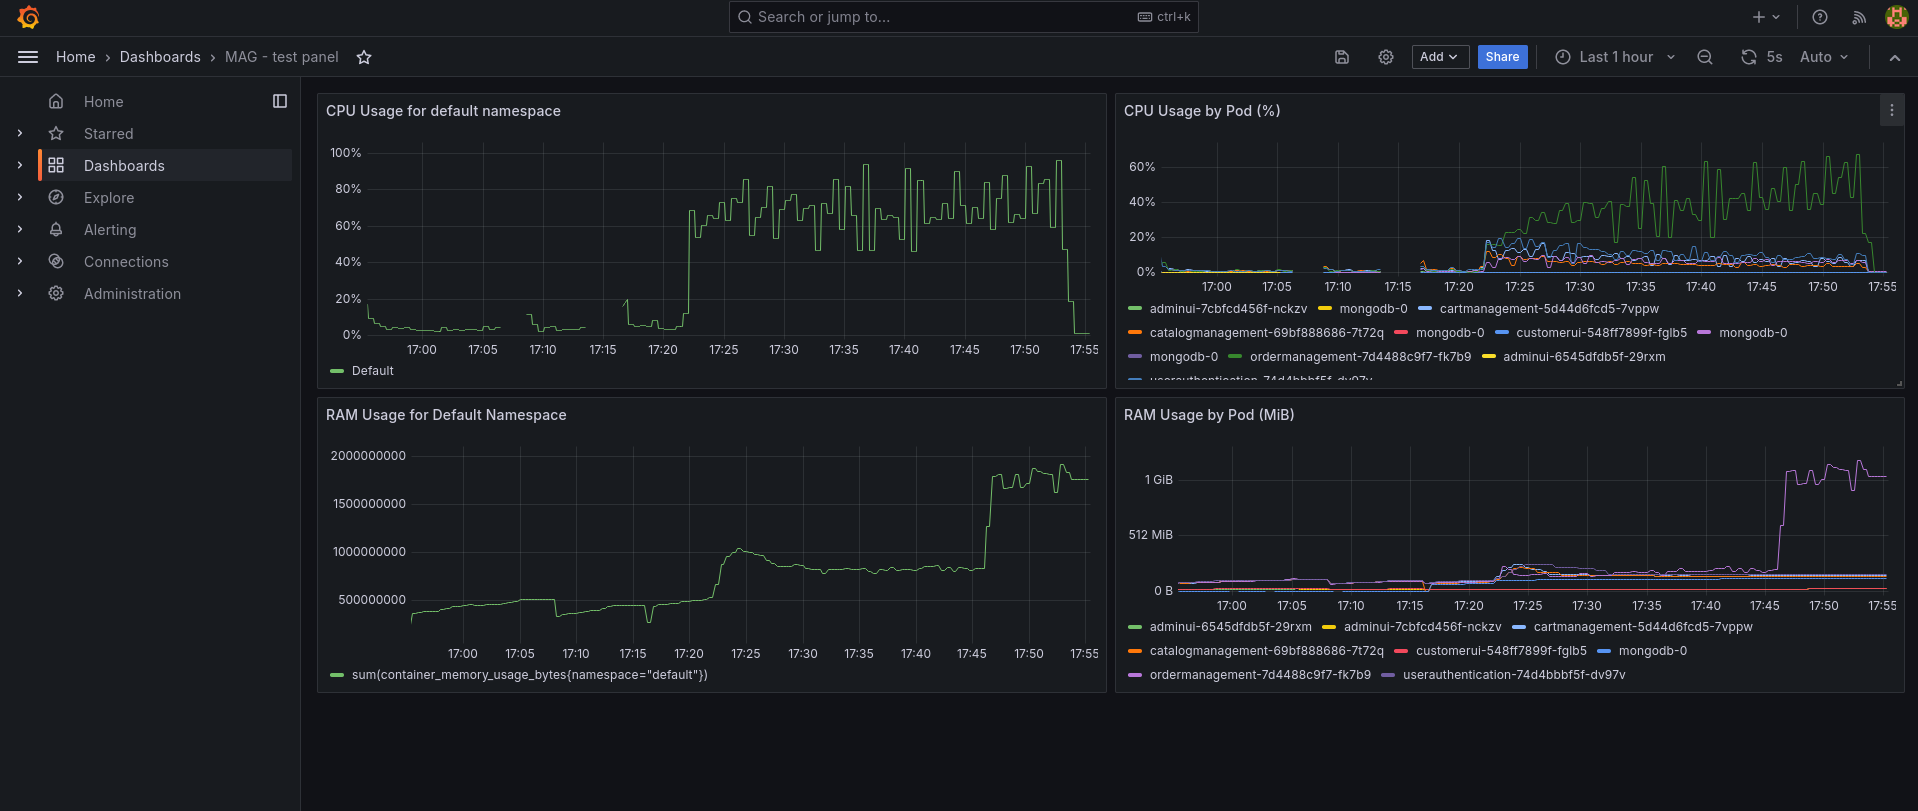 Search or jump to... ctrl+k
Home › Dashboards › MAG - test panel Add Share Last 1 hour 5s Auto
Home
Starred
Dashboards
Explore
Alerting
Connections
Administration
CPU Usage for default namespace
100%
80%
60%
40%
20%
0%
17:00 17:05 17:10 17:15 17:20 17:25 17:30 17:35 17:40 17:45 17:50 17:55
Default
CPU Usage by Pod (%)
60%
40%
20%
0%
17:00 17:05 17:10 17:15 17:20 17:25 17:30 17:35 17:40 17:45 17:50 17:55
adminui-7cbfcd456f-nckzv mongodb-0 cartmanagement-5d44d6fcd5-7vppw
catalogmanagement-69bf888686-7t72q mongodb-0 customerui-548ff7899f-fglb5 mongodb-0
mongodb-0 ordermanagement-7d4488c9f7-fk7b9 adminui-6545dfdb5f-29rxm
userauthentication-74d4bbbf5f-dv97v
RAM Usage for Default Namespace
2000000000
1500000000
1000000000
500000000
17:00 17:05 17:10 17:15 17:20 17:25 17:30 17:35 17:40 17:45 17:50 17:55
sum(container_memory_usage_bytes{namespace="default"})
RAM Usage by Pod (MiB)
1 GiB
512 MiB
0 B
17:00 17:05 17:10 17:15 17:20 17:25 17:30 17:35 17:40 17:45 17:50 17:55
adminui-6545dfdb5f-29rxm adminui-7cbfcd456f-nckzv cartmanagement-5d44d6fcd5-7vppw
catalogmanagement-69bf888686-7t72q customerui-548ff7899f-fglb5 mongodb-0
ordermanagement-7d4488c9f7-fk7b9 userauthentication-74d4bbbf5f-dv97v